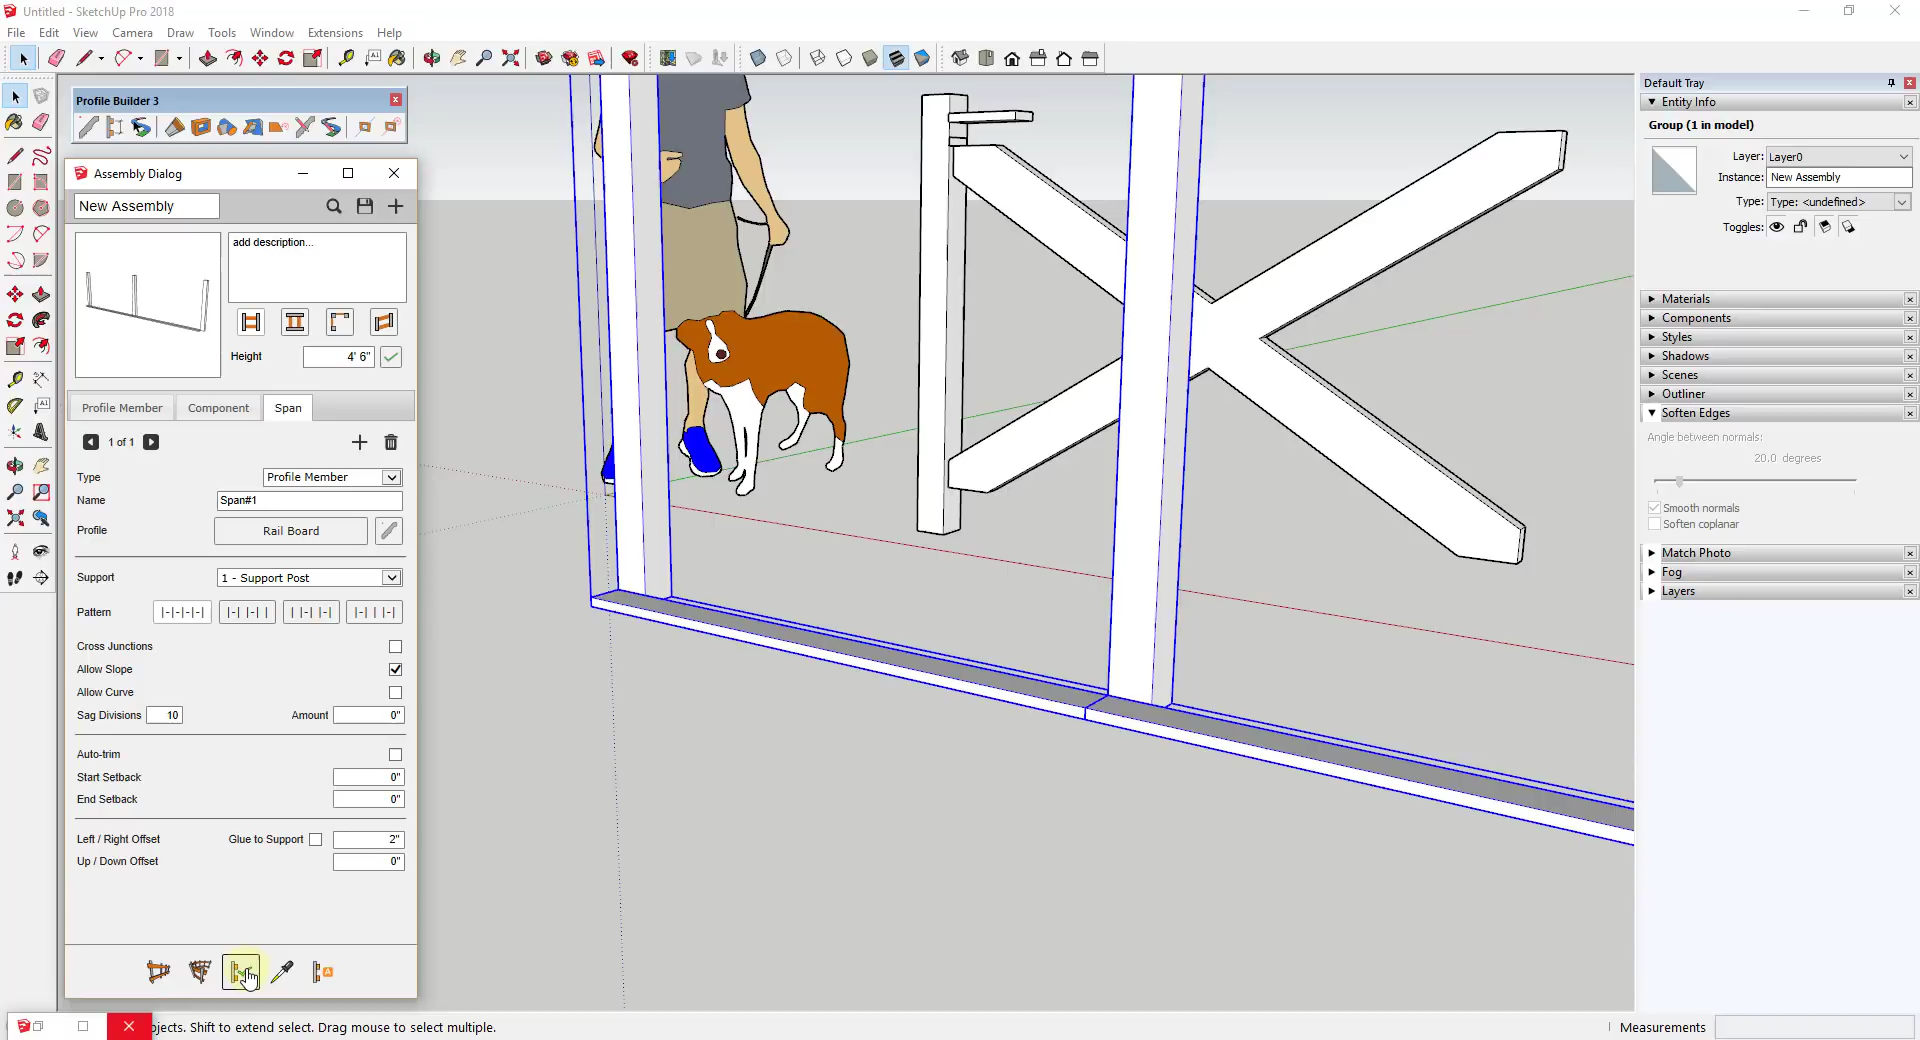 Untitled - SketchUp Pro 2018
File Edit View Camera Draw Tools Window Extensions Help
Profile Builder 3
Assembly Dialog
New Assembly
add description...
Height 4' 6"
Profile Member Component Span
1 of 1
Type Profile Member
Name Span#1
Profile Rail Board
Support 1 - Support Post
Pattern |-|-|-|-| |-| |-| | | |-| |-| |-| | |-|
Cross Junctions
Allow Slope
Allow Curve
Sag Divisions 10 Amount 0"
Auto-trim
Start Setback 0"
End Setback 0"
Left / Right Offset Glue to Support 2"
Up / Down Offset 0"
Default Tray
Entity Info
Group (1 in model)
Layer: Layer0
Instance: New Assembly
Type: Type: <undefined>
Toggles:
Materials
Components
Styles
Shadows
Scenes
Outliner
Soften Edges
Angle between normals:
20.0 degrees
Smooth normals
Soften coplanar
Match Photo
Fog
Layers
bjects. Shift to extend select. Drag mouse to select multiple.
Measurements